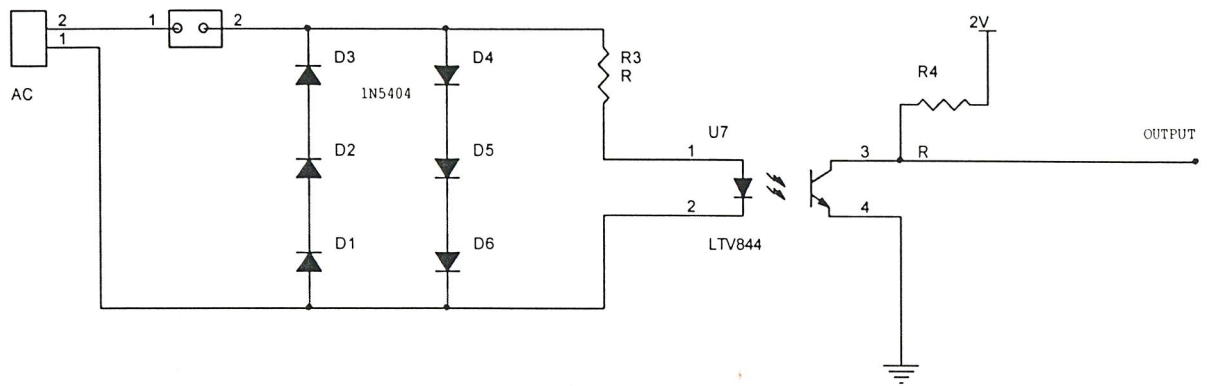 2
1
AC
1
2
D3
D2
D1
1N5404
D4
D5
D6
R3
R
1
2
U7
LTV844
3
4
R4
R
2V
OUTPUT